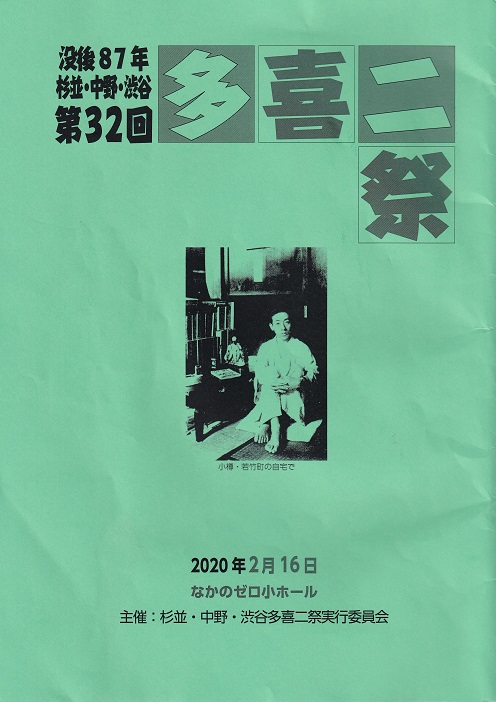 没後87年
杉並・中野・渋谷
第32回
多喜二
祭
小樽・若竹町の自宅で
2020年2月16日
なかのゼロ小ホール
主催：杉並・中野・渋谷多喜二祭実行委員会